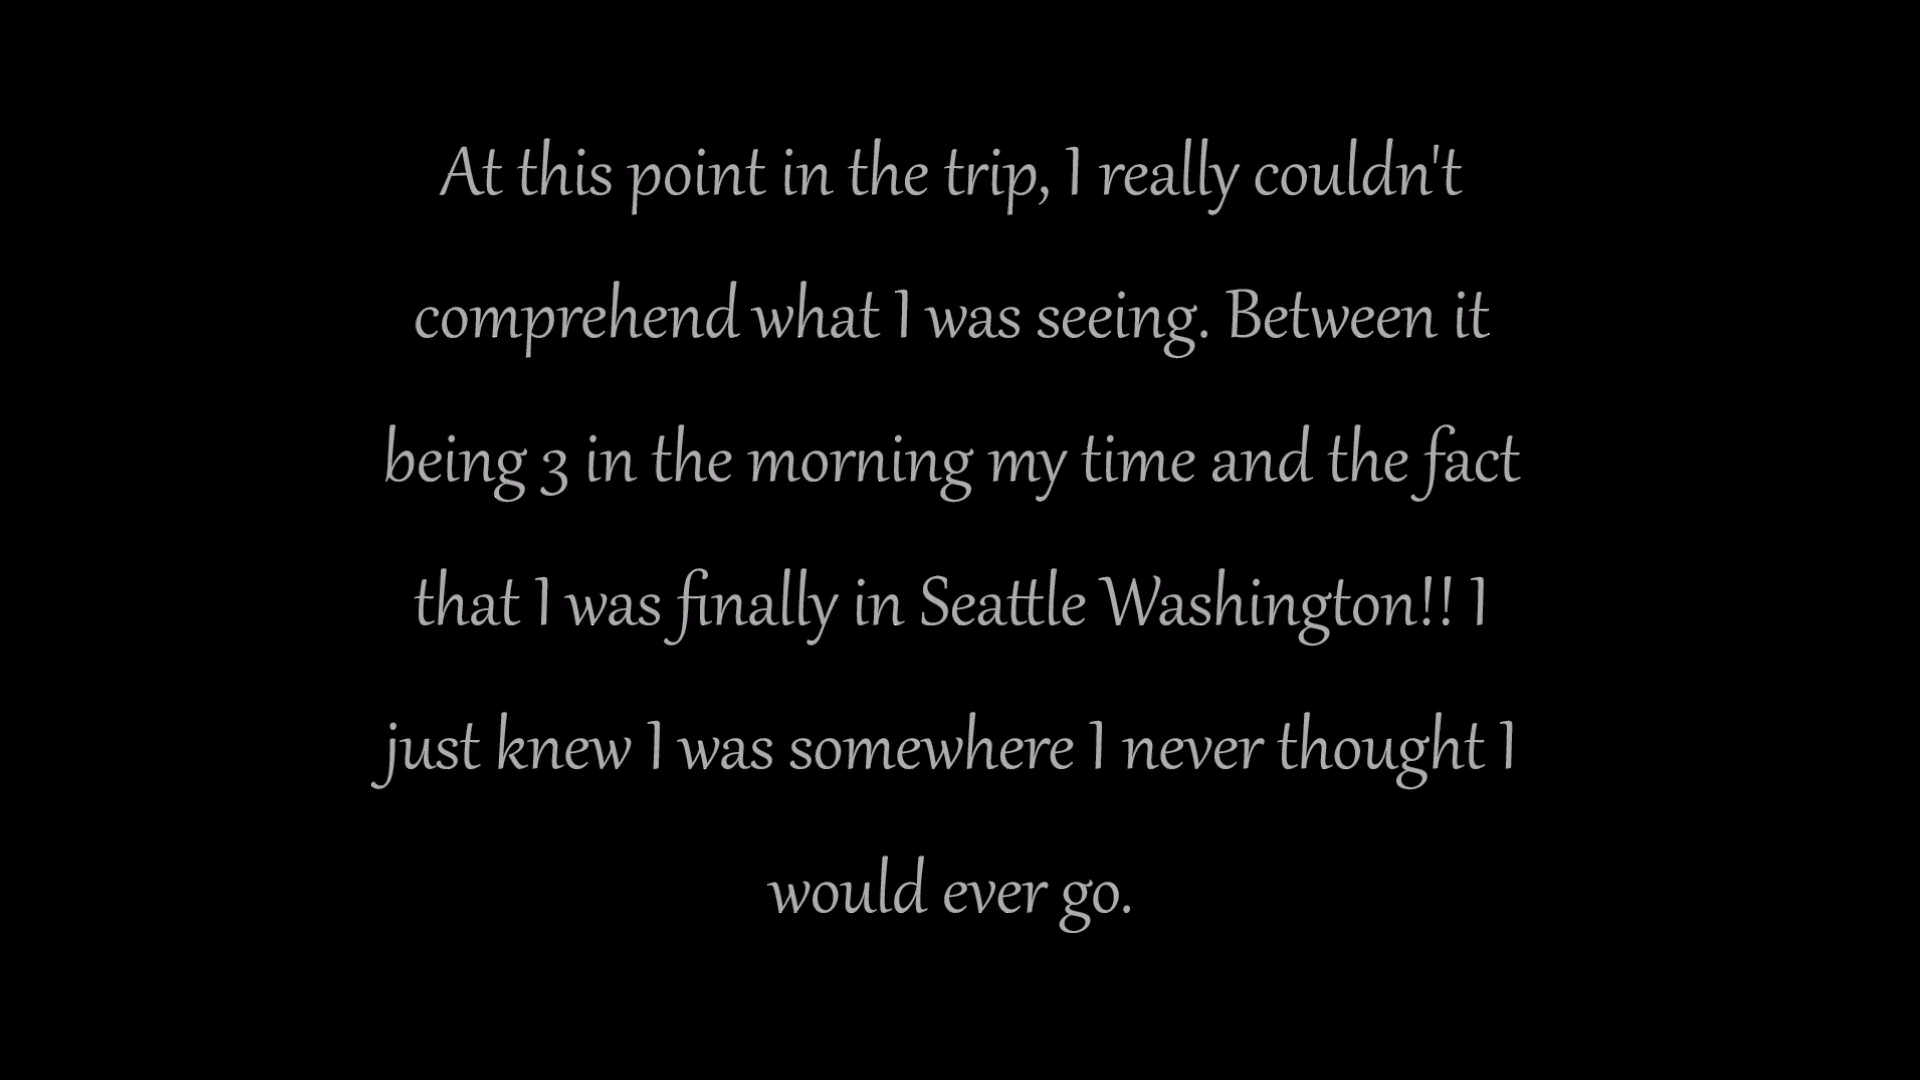 At this point in the trip, I really couldn't
comprehend what I was seeing. Between it
being 3 in the morning my time and the fact
that I was finally in Seattle Washington!! I
just knew I was somewhere I never thought I
would ever go.